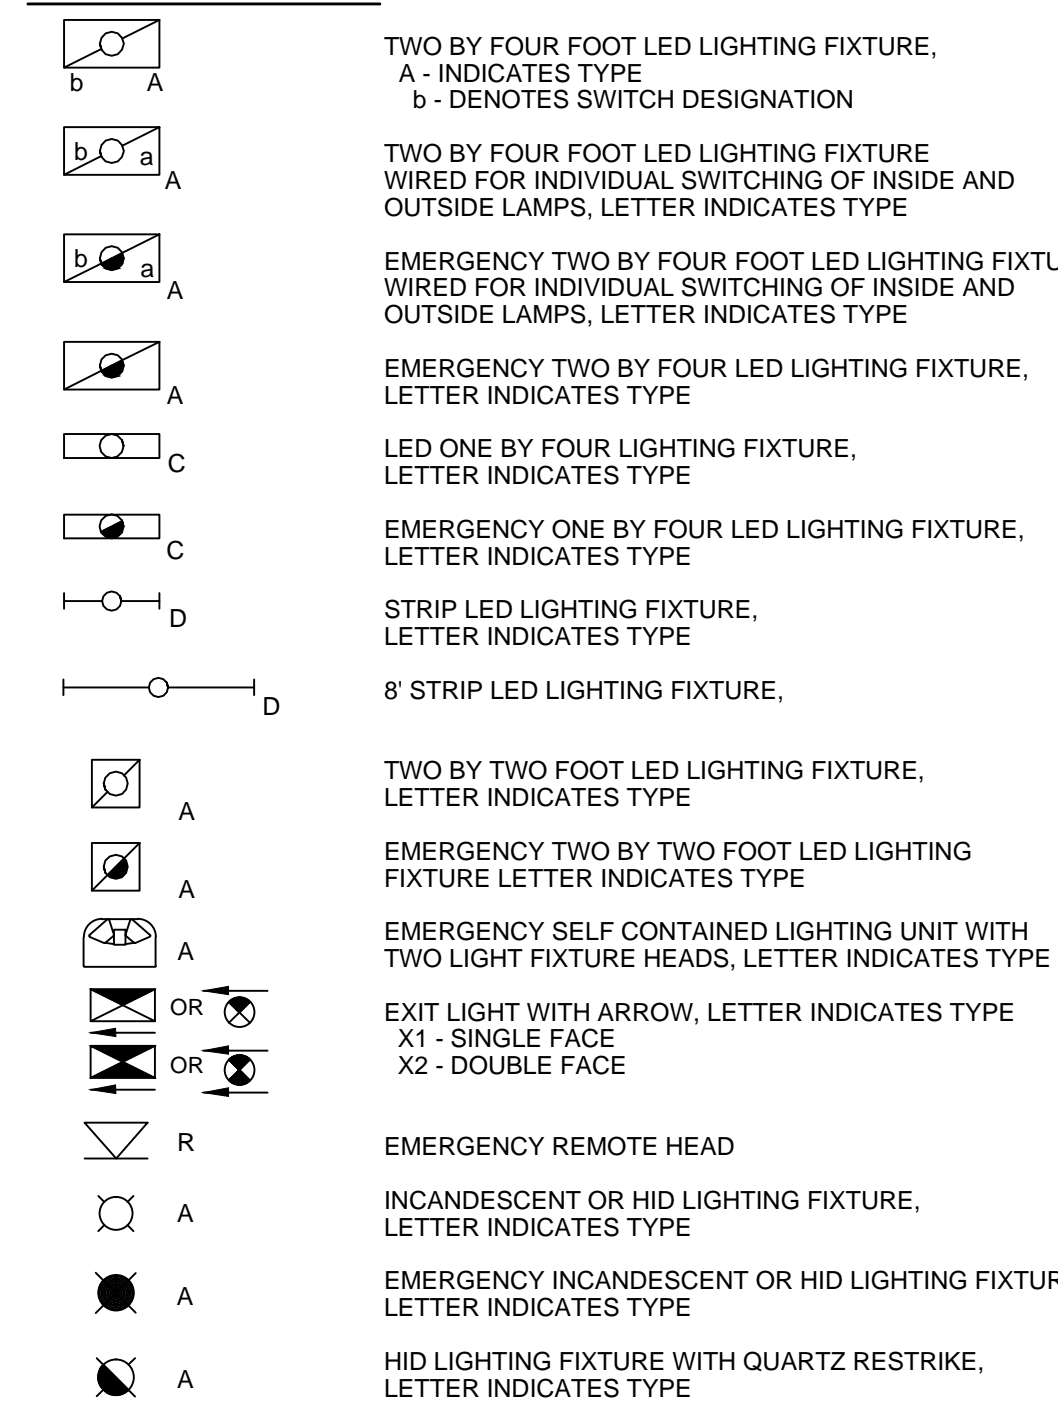 TWO BY FOUR FOOT LED LIGHTING FIXTURE,
A - INDICATES TYPE
b A
b - DENOTES SWITCH DESIGNATION
b a A
TWO BY FOUR FOOT LED LIGHTING FIXTURE
WIRED FOR INDIVIDUAL SWITCHING OF INSIDE AND
OUTSIDE LAMPS, LETTER INDICATES TYPE
b a A
EMERGENCY TWO BY FOUR FOOT LED LIGHTING FIXTU
WIRED FOR INDIVIDUAL SWITCHING OF INSIDE AND
OUTSIDE LAMPS, LETTER INDICATES TYPE
A
EMERGENCY TWO BY FOUR LED LIGHTING FIXTURE,
LETTER INDICATES TYPE
C
LED ONE BY FOUR LIGHTING FIXTURE,
LETTER INDICATES TYPE
C
EMERGENCY ONE BY FOUR LED LIGHTING FIXTURE,
LETTER INDICATES TYPE
D
STRIP LED LIGHTING FIXTURE,
LETTER INDICATES TYPE
D
8' STRIP LED LIGHTING FIXTURE,
A
TWO BY TWO FOOT LED LIGHTING FIXTURE,
LETTER INDICATES TYPE
A
EMERGENCY TWO BY TWO FOOT LED LIGHTING
FIXTURE LETTER INDICATES TYPE
A
EMERGENCY SELF CONTAINED LIGHTING UNIT WITH
TWO LIGHT FIXTURE HEADS, LETTER INDICATES TYPE
OR
EXIT LIGHT WITH ARROW, LETTER INDICATES TYPE
X1 - SINGLE FACE
OR
X2 - DOUBLE FACE
R
EMERGENCY REMOTE HEAD
A
INCANDESCENT OR HID LIGHTING FIXTURE,
LETTER INDICATES TYPE
A
EMERGENCY INCANDESCENT OR HID LIGHTING FIXTUR
LETTER INDICATES TYPE
A
HID LIGHTING FIXTURE WITH QUARTZ RESTRIKE,
LETTER INDICATES TYPE